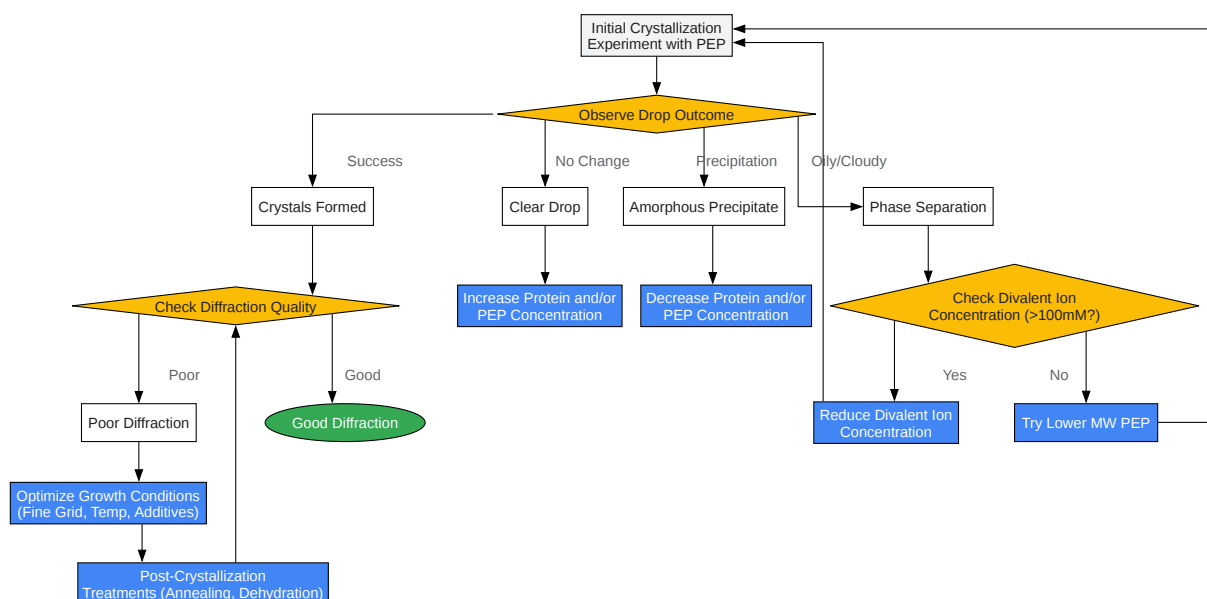 Initial Crystallization
Experiment with PEP
Observe Drop Outcome
Success
No Change
Precipitation
Oily/Cloudy
Crystals Formed
Clear Drop
Amorphous Precipitate
Phase Separation
Check Diffraction Quality
Increase Protein and/or
PEP Concentration
Decrease Protein and/or
PEP Concentration
Check Divalent Ion
Concentration (>100mM?)
Poor
Good
Yes
No
Poor Diffraction
Good Diffraction
Reduce Divalent Ion
Concentration
Try Lower MW PEP
Optimize Growth Conditions
(Fine Grid, Temp, Additives)
Post-Crystallization
Treatments (Annealing, Dehydration)